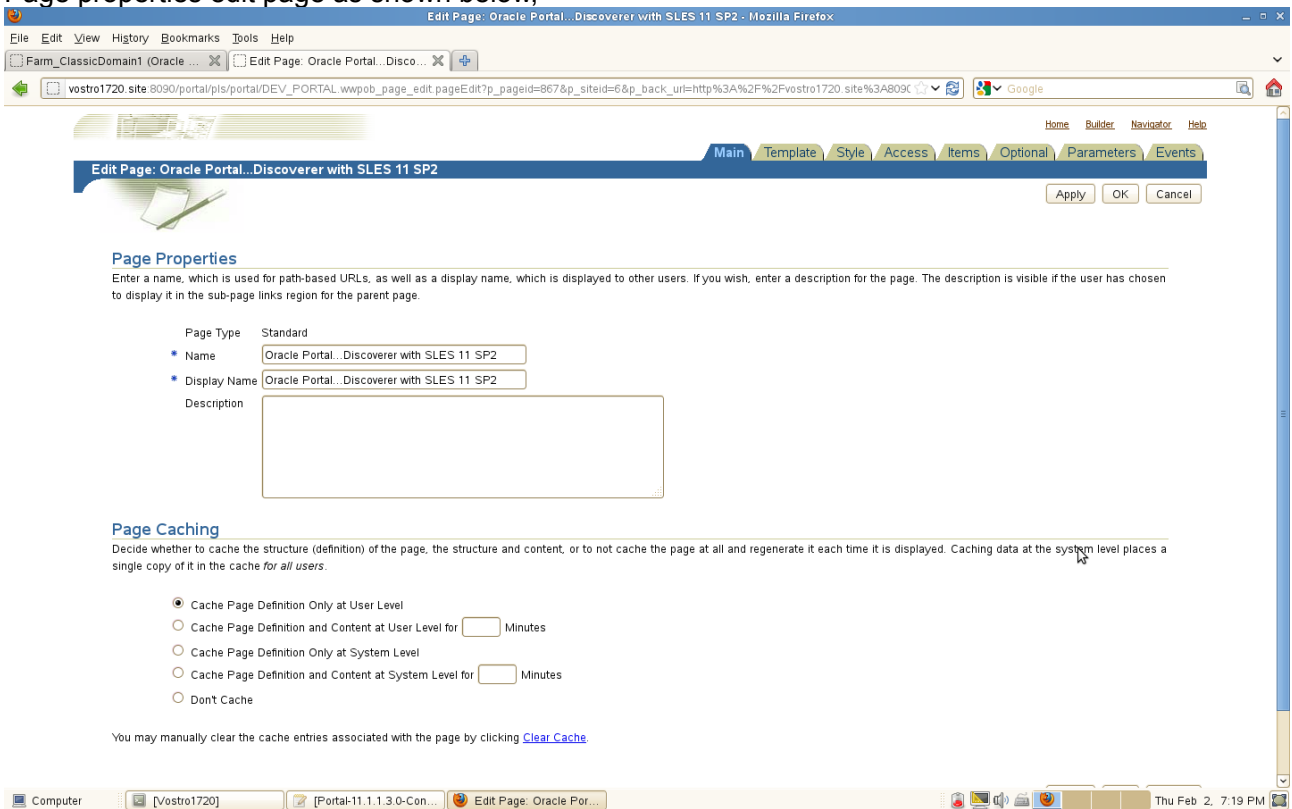 Page properties edit page as shown below,
Edit Page: Oracle Portal...Discoverer with SLES 11 SP2 - Mozilla Firefox
File Edit View History Bookmarks Tools Help
Farm_ClassicDomain1 (Oracle ... Edit Page: Oracle Portal...Disco...
vostro1720.site:8090/portal/pls/portal/DEV_PORTAL.wwpob_page_edit.pageEdit?p_pageid=867&p_siteid=6&p_back_url=http%3A%2F%2Fvostro1720.site%3A8090 Google
Home Builder Navigator Help
Main Template Style Access Items Optional Parameters Events
Edit Page: Oracle Portal...Discoverer with SLES 11 SP2
Apply OK Cancel
Page Properties
Enter a name, which is used for path-based URLs, as well as a display name, which is displayed to other users. If you wish, enter a description for the page. The description is visible if the user has chosen
to display it in the sub-page links region for the parent page.
Page Type Standard
* Name Oracle Portal...Discoverer with SLES 11 SP2
* Display Name Oracle Portal...Discoverer with SLES 11 SP2
Description
Page Caching
Decide whether to cache the structure (definition) of the page, the structure and content, or to not cache the page at all and regenerate it each time it is displayed. Caching data at the system level places a
single copy of it in the cache for all users.
Cache Page Definition Only at User Level
Cache Page Definition and Content at User Level for Minutes
Cache Page Definition Only at System Level
Cache Page Definition and Content at System Level for Minutes
Don't Cache
You may manually clear the cache entries associated with the page by clicking Clear Cache.
Computer [Vostro1720] [Portal-11.1.1.3.0-Con... Edit Page: Oracle Por... Thu Feb 2, 7:19 PM